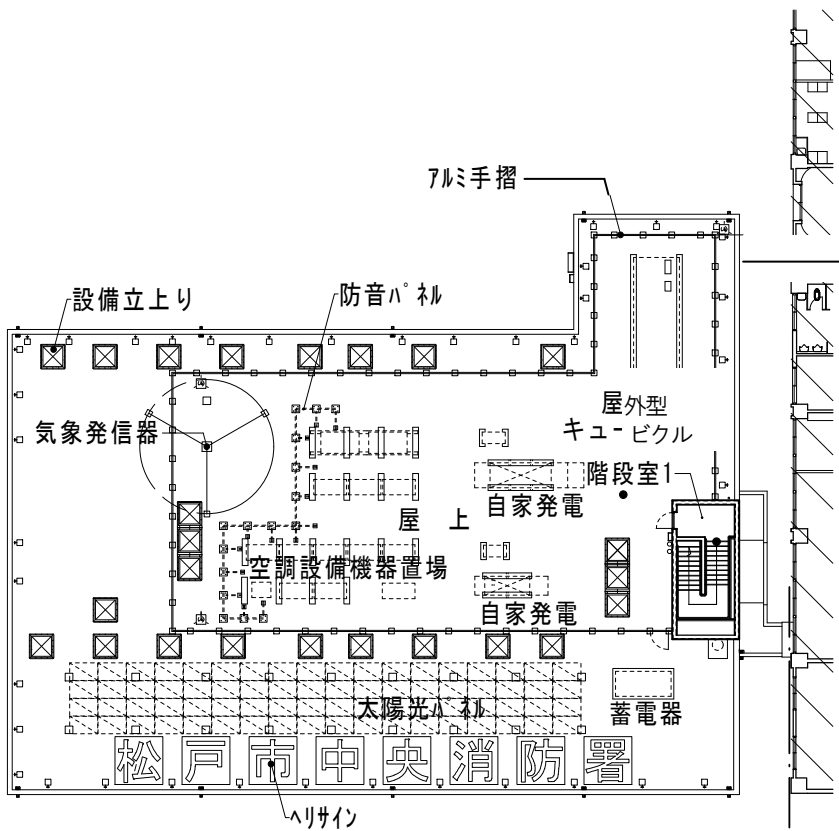 アルミ手摺
設備立上り
防音パネル
気象発信器
屋外型
キュービクル
階段室1
自家発電
屋上
空調設備機器置場
自家発電
太陽光パネル
蓄電器
松戸市中央消防署
ヘリサイン